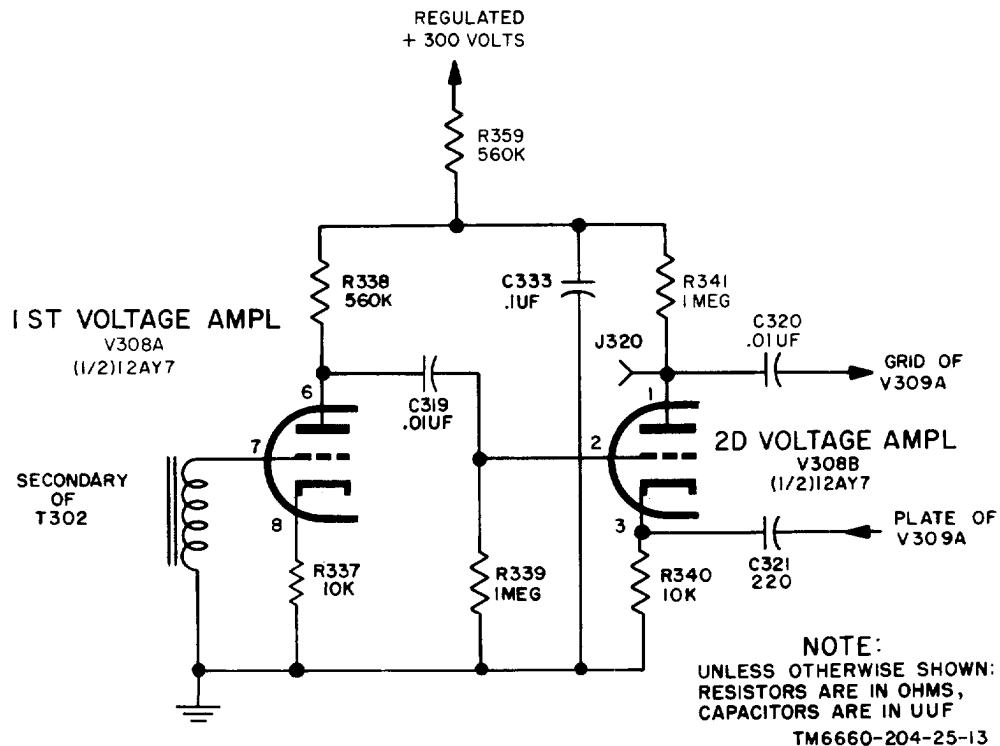 REGULATED
+ 300 VOLTS
R359
560K
R338
560K
C333
.1UF
R341
1 MEG
1 ST VOLTAGE AMPL
V308A
(1/2)12AY7
J320
C320
.01UF
GRID OF
V309A
6
C319
.01UF
1
7
2
2D VOLTAGE AMPL
V308B
(1/2)12AY7
SECONDARY
OF
T302
8
3
PLATE OF
V309A
R337
10K
R339
1MEG
R340
10K
C321
220
NOTE:
UNLESS OTHERWISE SHOWN:
RESISTORS ARE IN OHMS,
CAPACITORS ARE IN UUF
TM6660-204-25-13